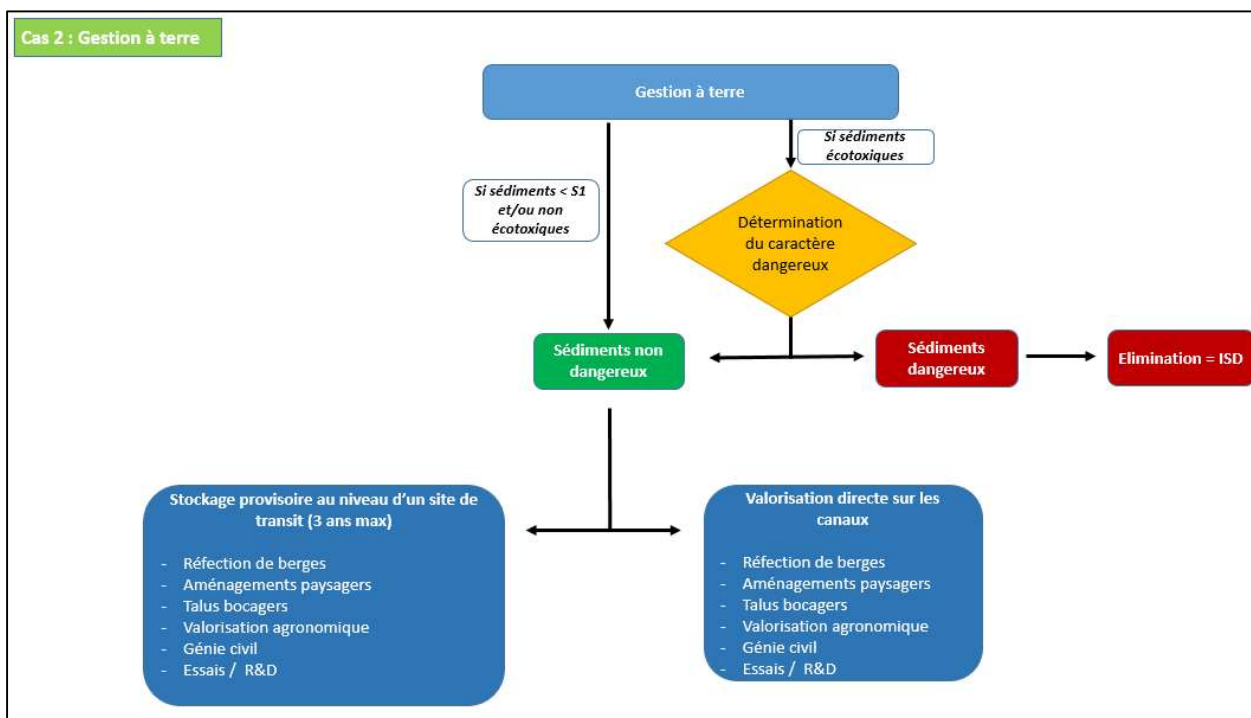 Cas 2 : Gestion à terre
Gestion à terre
Si sédiments
écotoxiques
Si sédiments < S1
et/ou non
écotoxiques
Détermination
du caractère
dangereux
Sédiments non
dangereux
Sédiments
dangereux
Elimination = ISD
Stockage provisoire au niveau d'un site de
transit (3 ans max)
- Réfection de berges
- Aménagements paysagers
- Talus bocagers
- Valorisation agronomique
- Génie civil
- Essais / R&D
Valorisation directe sur les
canaux
- Réfection de berges
- Aménagements paysagers
- Talus bocagers
- Valorisation agronomique
- Génie civil
- Essais / R&D